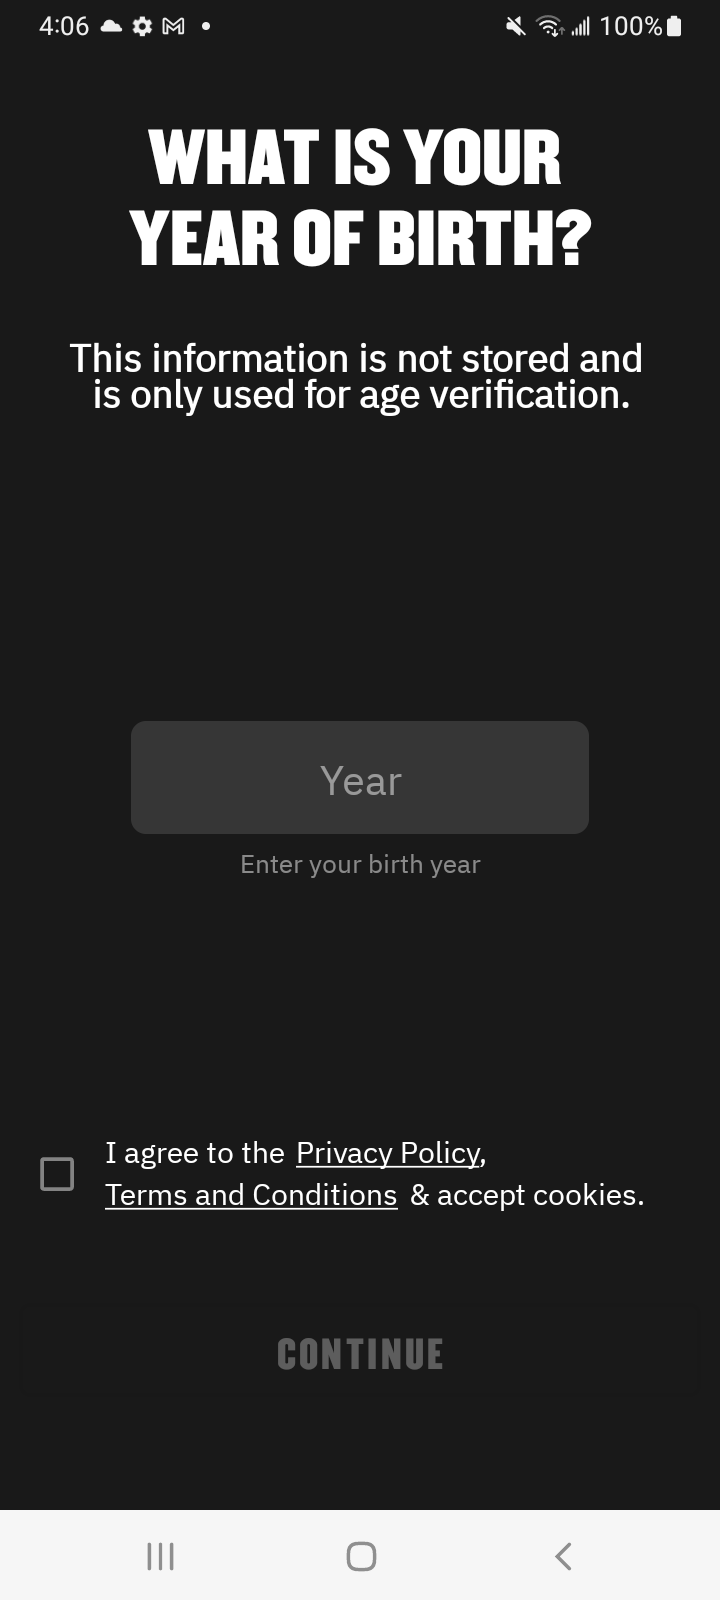 4:06 100%
WHAT IS YOUR
YEAR OF BIRTH?
This information is not stored and
is only used for age verification.
Year
Enter your birth year
I agree to the Privacy Policy,
Terms and Conditions & accept cookies.
CONTINUE